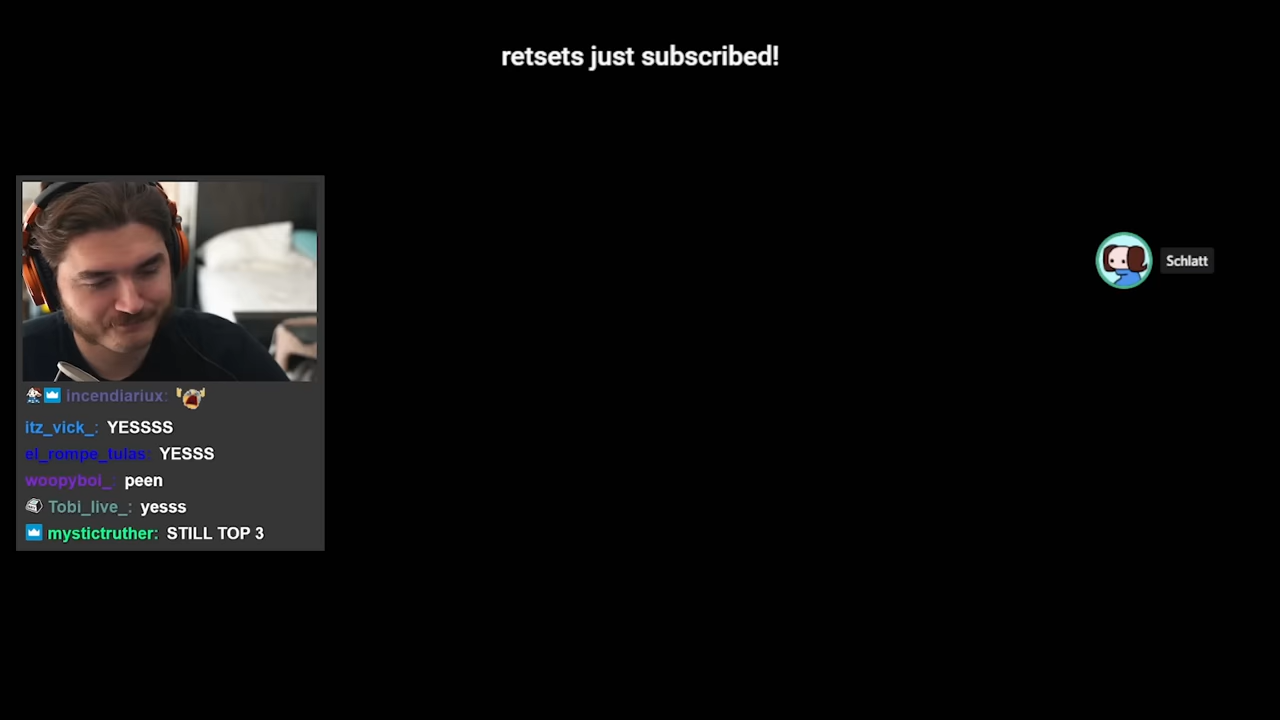 retsets just subscribed!
Schlatt
incendiariux:
itz_vick_: YESSSS
el_rompe_tulas: YESSS
woopyboi_: peen
Tobi_live_: yesss
mystictruther: STILL TOP 3